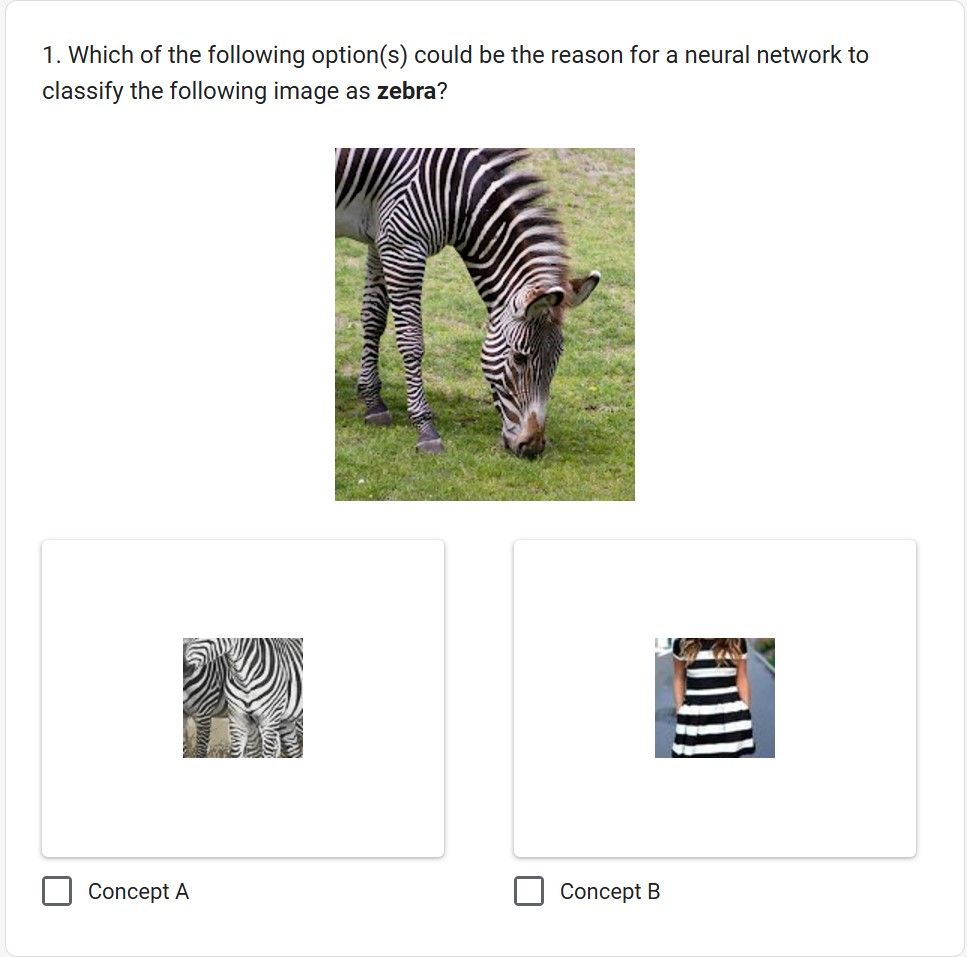 1. Which of the following option(s) could be the reason for a neural network to
classify the following image as zebra?
Concept A
Concept B